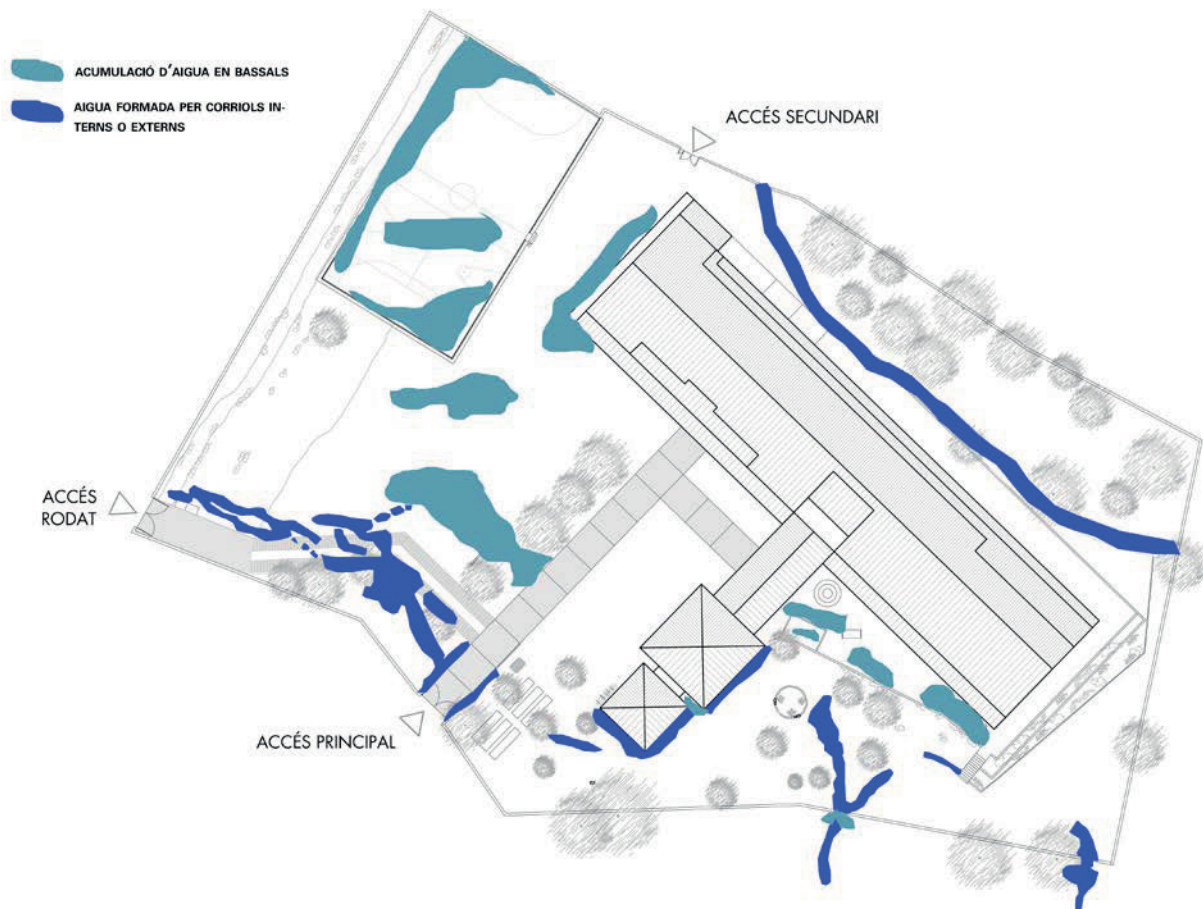 ACUMULACIÓ D'AIGUA EN BASSALS
AIGUA FORMADA PER CORRIOLS IN-
TERNS O EXTERNS
ACCÉS SECUNDARI
ACCÉS
RODAT
ACCÉS PRINCIPAL